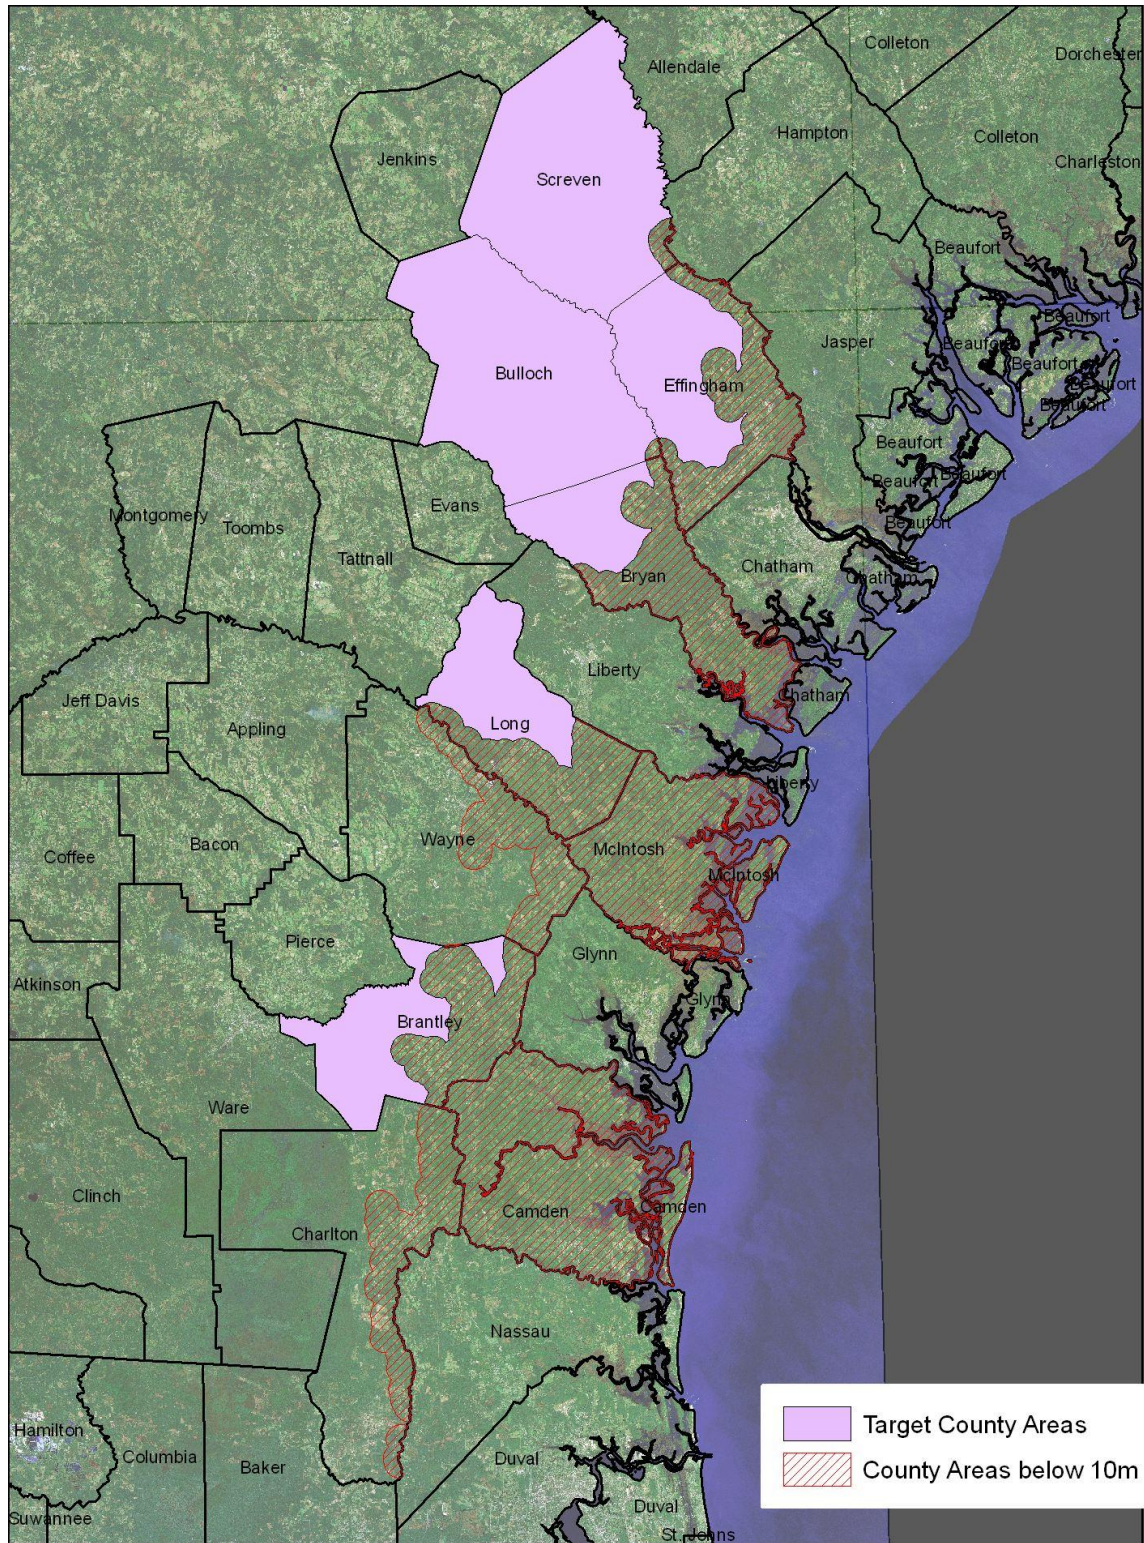 Colleton
Dorchester
Allendale
Hampton
Colleton
Jenkins
Charleston
Screven
Beaufort
Beaufort
Jasper
Beaufort
Beaufort
Bulloch
Effingham
Beaufort
Beaufort
Beaufort
Beaufort
Beaufort
Evans
Montgomery
Toombs
Beaufort
Tattnall
Chatham
Bryan
Chatham
Liberty
Chatham
Jeff Davis
Long
Appling
Liberty
Wayne
Bacon
McIntosh
Coffee
McIntosh
Pierce
Glynn
Atkinson
Glynn
Brantley
Ware
Clinch
Camden
Camden
Charlton
Nassau
Target County Areas
Hamilton
Columbia
Baker
Duval
County Areas below 10m
Duval
Suwannee
St. Johns